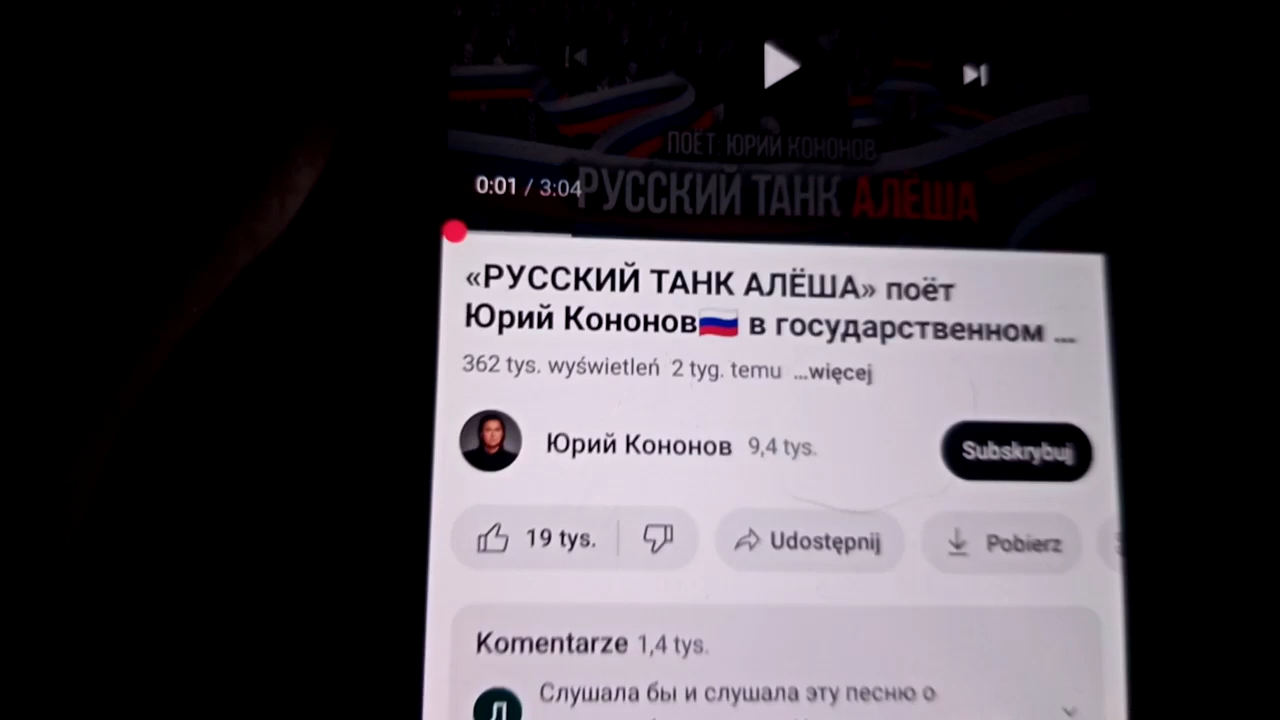 ПОЁТ: ЮРИЙ КОНОНОВ
РУССКИЙ ТАНК АЛЁША
0:01 / 3:04
«РУССКИЙ ТАНК АЛЁША» поёт
Юрий Кононов🇷🇺 в государственном ...
362 tys. wyświetleń 2 tyg. temu ...więcej
Юрий Кононов 9,4 tys.
Subskrybuj
19 tys.
Udostępnij
Pobierz
Komentarze 1,4 tys.
Слушала бы и слушала эту песню о